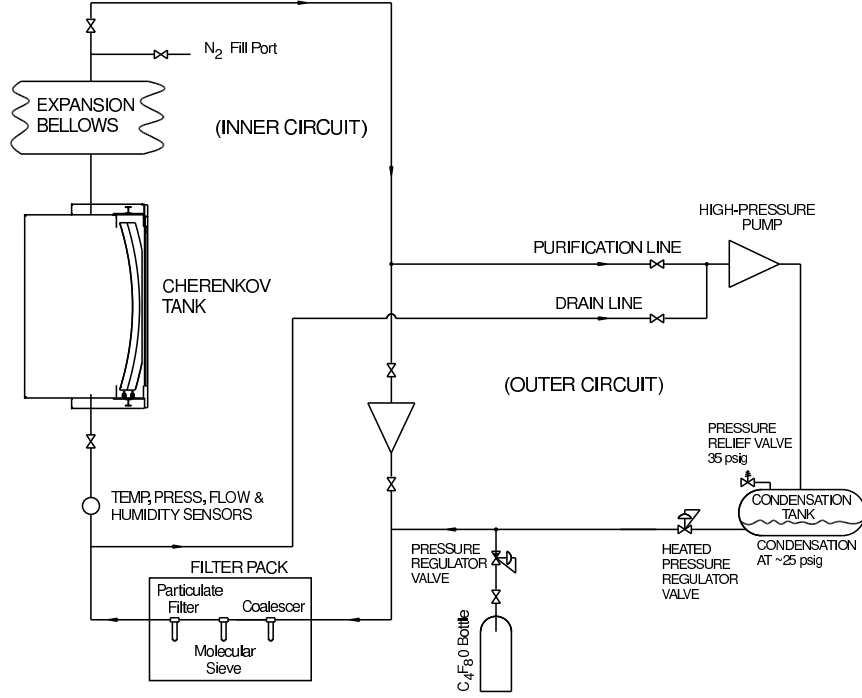 N2 Fill Port
EXPANSION
BELLOWS
(INNER CIRCUIT)
HIGH-PRESSURE
PUMP
PURIFICATION LINE
CHERENKOV
TANK
DRAIN LINE
(OUTER CIRCUIT)
PRESSURE
RELIEF VALVE
35 psig
TEMP, PRESS, FLOW &
HUMIDITY SENSORS
CONDENSATION
TANK
CONDENSATION
AT ~25 psig
PRESSURE
REGULATOR
VALVE
HEATED
PRESSURE
REGULATOR
VALVE
FILTER PACK
Particulate
Filter
Coalescer
Molecular
Sieve
C4F80 Bottle